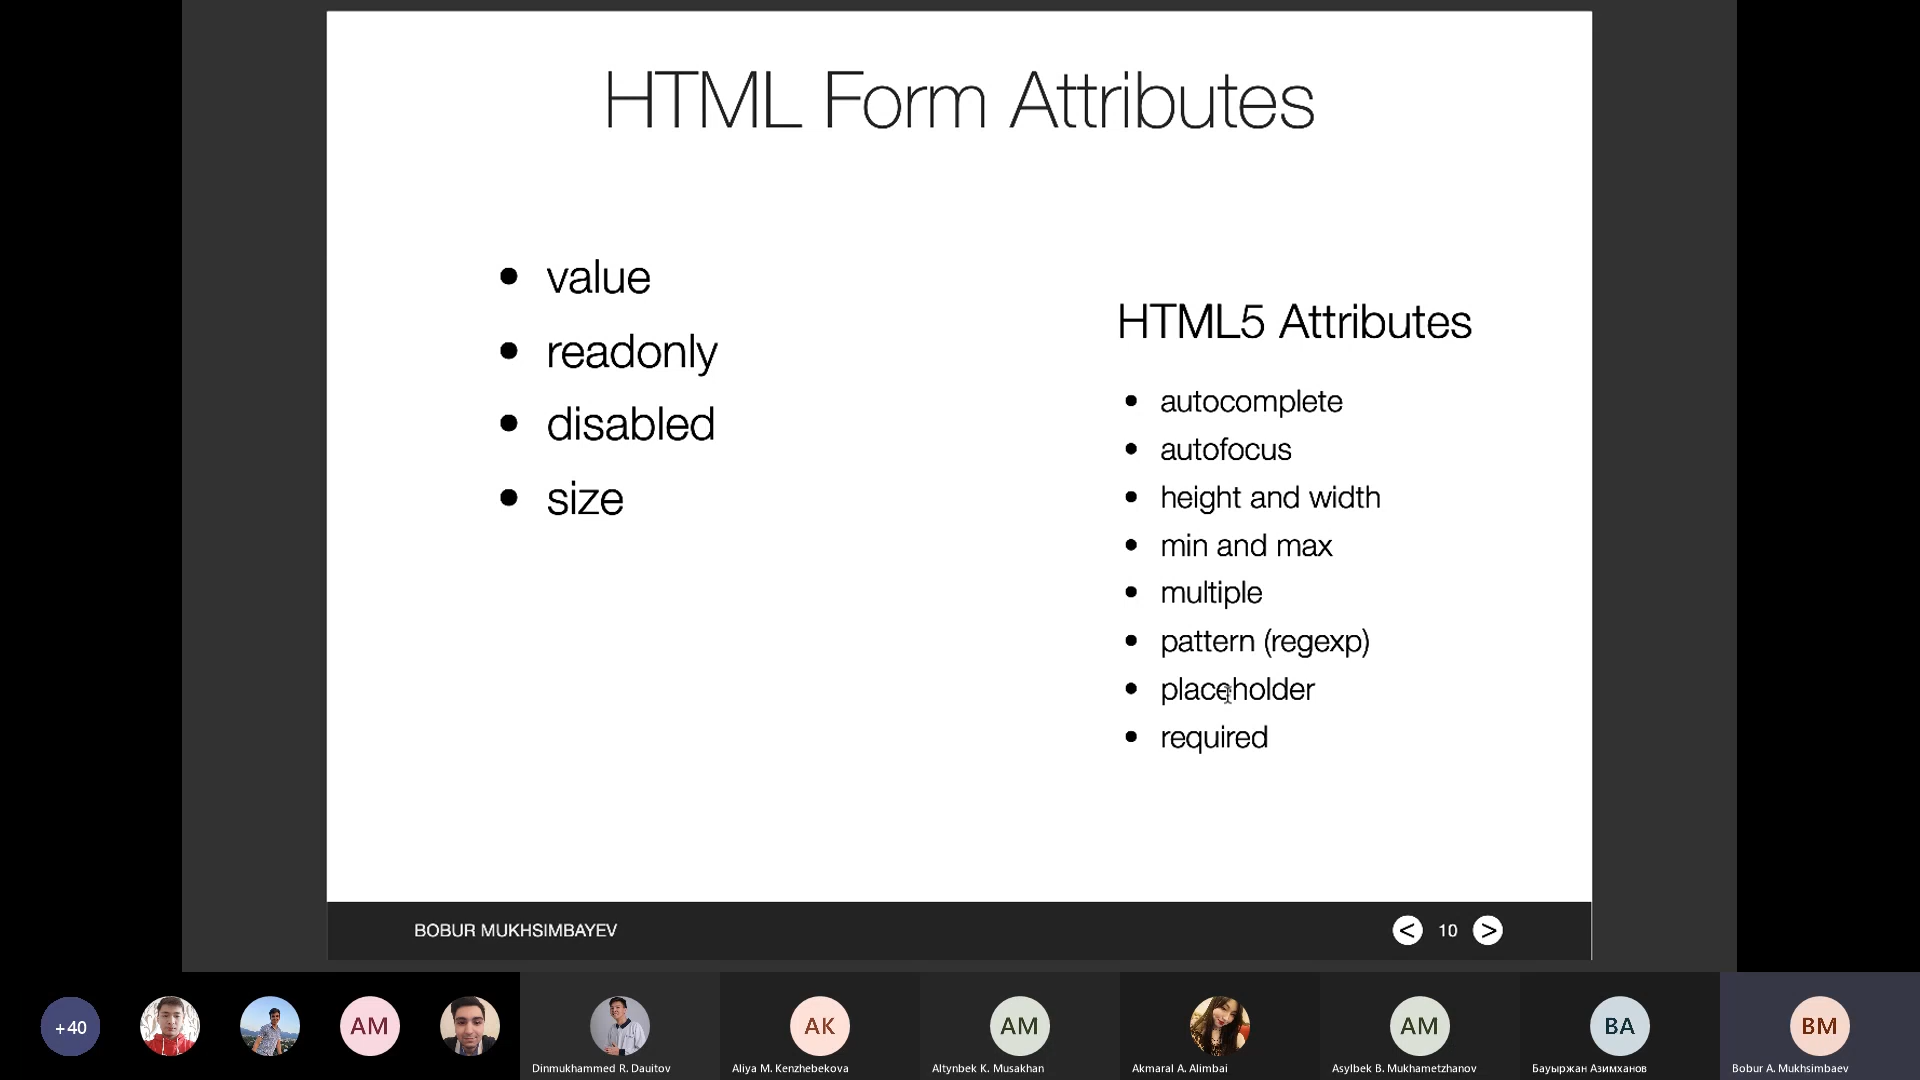 HTML Form Attributes
• value
• readonly
• disabled
• size
HTML5 Attributes
• autocomplete
• autofocus
• height and width
• min and max
• multiple
• pattern (regexp)
• placeholder
• required
BOBUR MUKHSIMBAYEV
< 10 >
+40
AM
AK
AM
AM
BA
BM
Dinmukhammed R. Dauitov
Aliya M. Kenzhebekova
Altynbek K. Musakhan
Akmaral A. Alimbai
Asylbek B. Mukhametzhanov
Бауыржан Азимханов
Bobur A. Mukhsimbaev